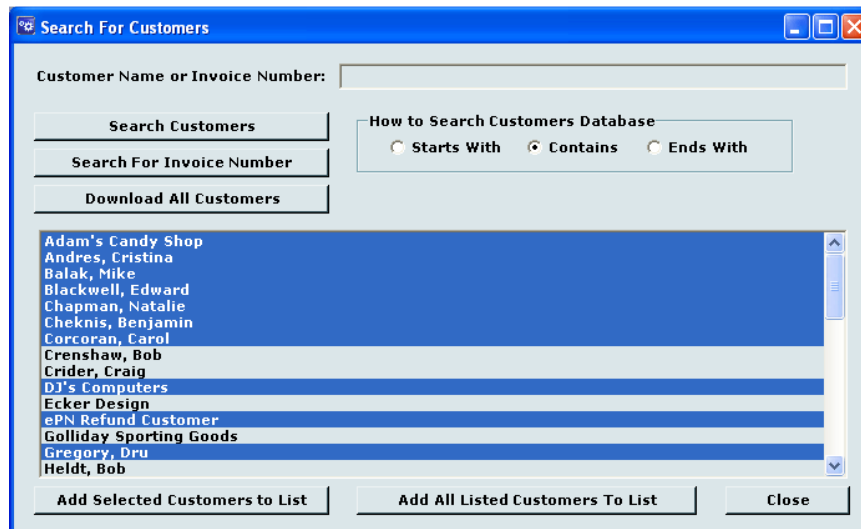 Search For Customers
Customer Name or Invoice Number:
Search Customers
How to Search Customers Database
Starts With Contains Ends With
Search For Invoice Number
Download All Customers
Adam's Candy Shop
Andres, Cristina
Balak, Mike
Blackwell, Edward
Chapman, Natalie
Cheknis, Benjamin
Corcoran, Carol
Crenshaw, Bob
Crider, Craig
DJ's Computers
Ecker Design
ePN Refund Customer
Golliday Sporting Goods
Gregory, Dru
Heldt, Bob
Add Selected Customers to List Add All Listed Customers To List Close